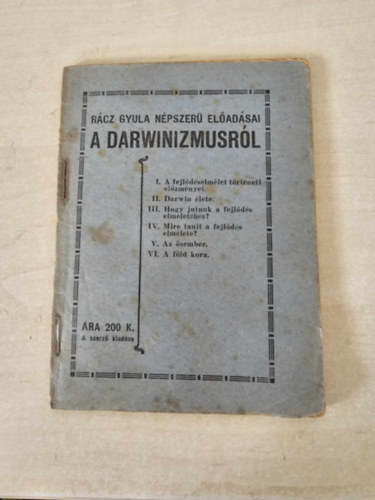 RÁCZ GYULA NÉPSZERŰ ELŐADÁSAI
A DARWINIZMUSRÓL
I. A fejlődéselmélet történeti
előzményei.
II. Darwin élete.
III. Hogy jutunk a fejlődés
elméletéhez?
IV. Mire tanit a fejlődés
elmélete?
V. Az ősember.
VI. A föld kora.
ÁRA 200 K.
A szerző kiadása